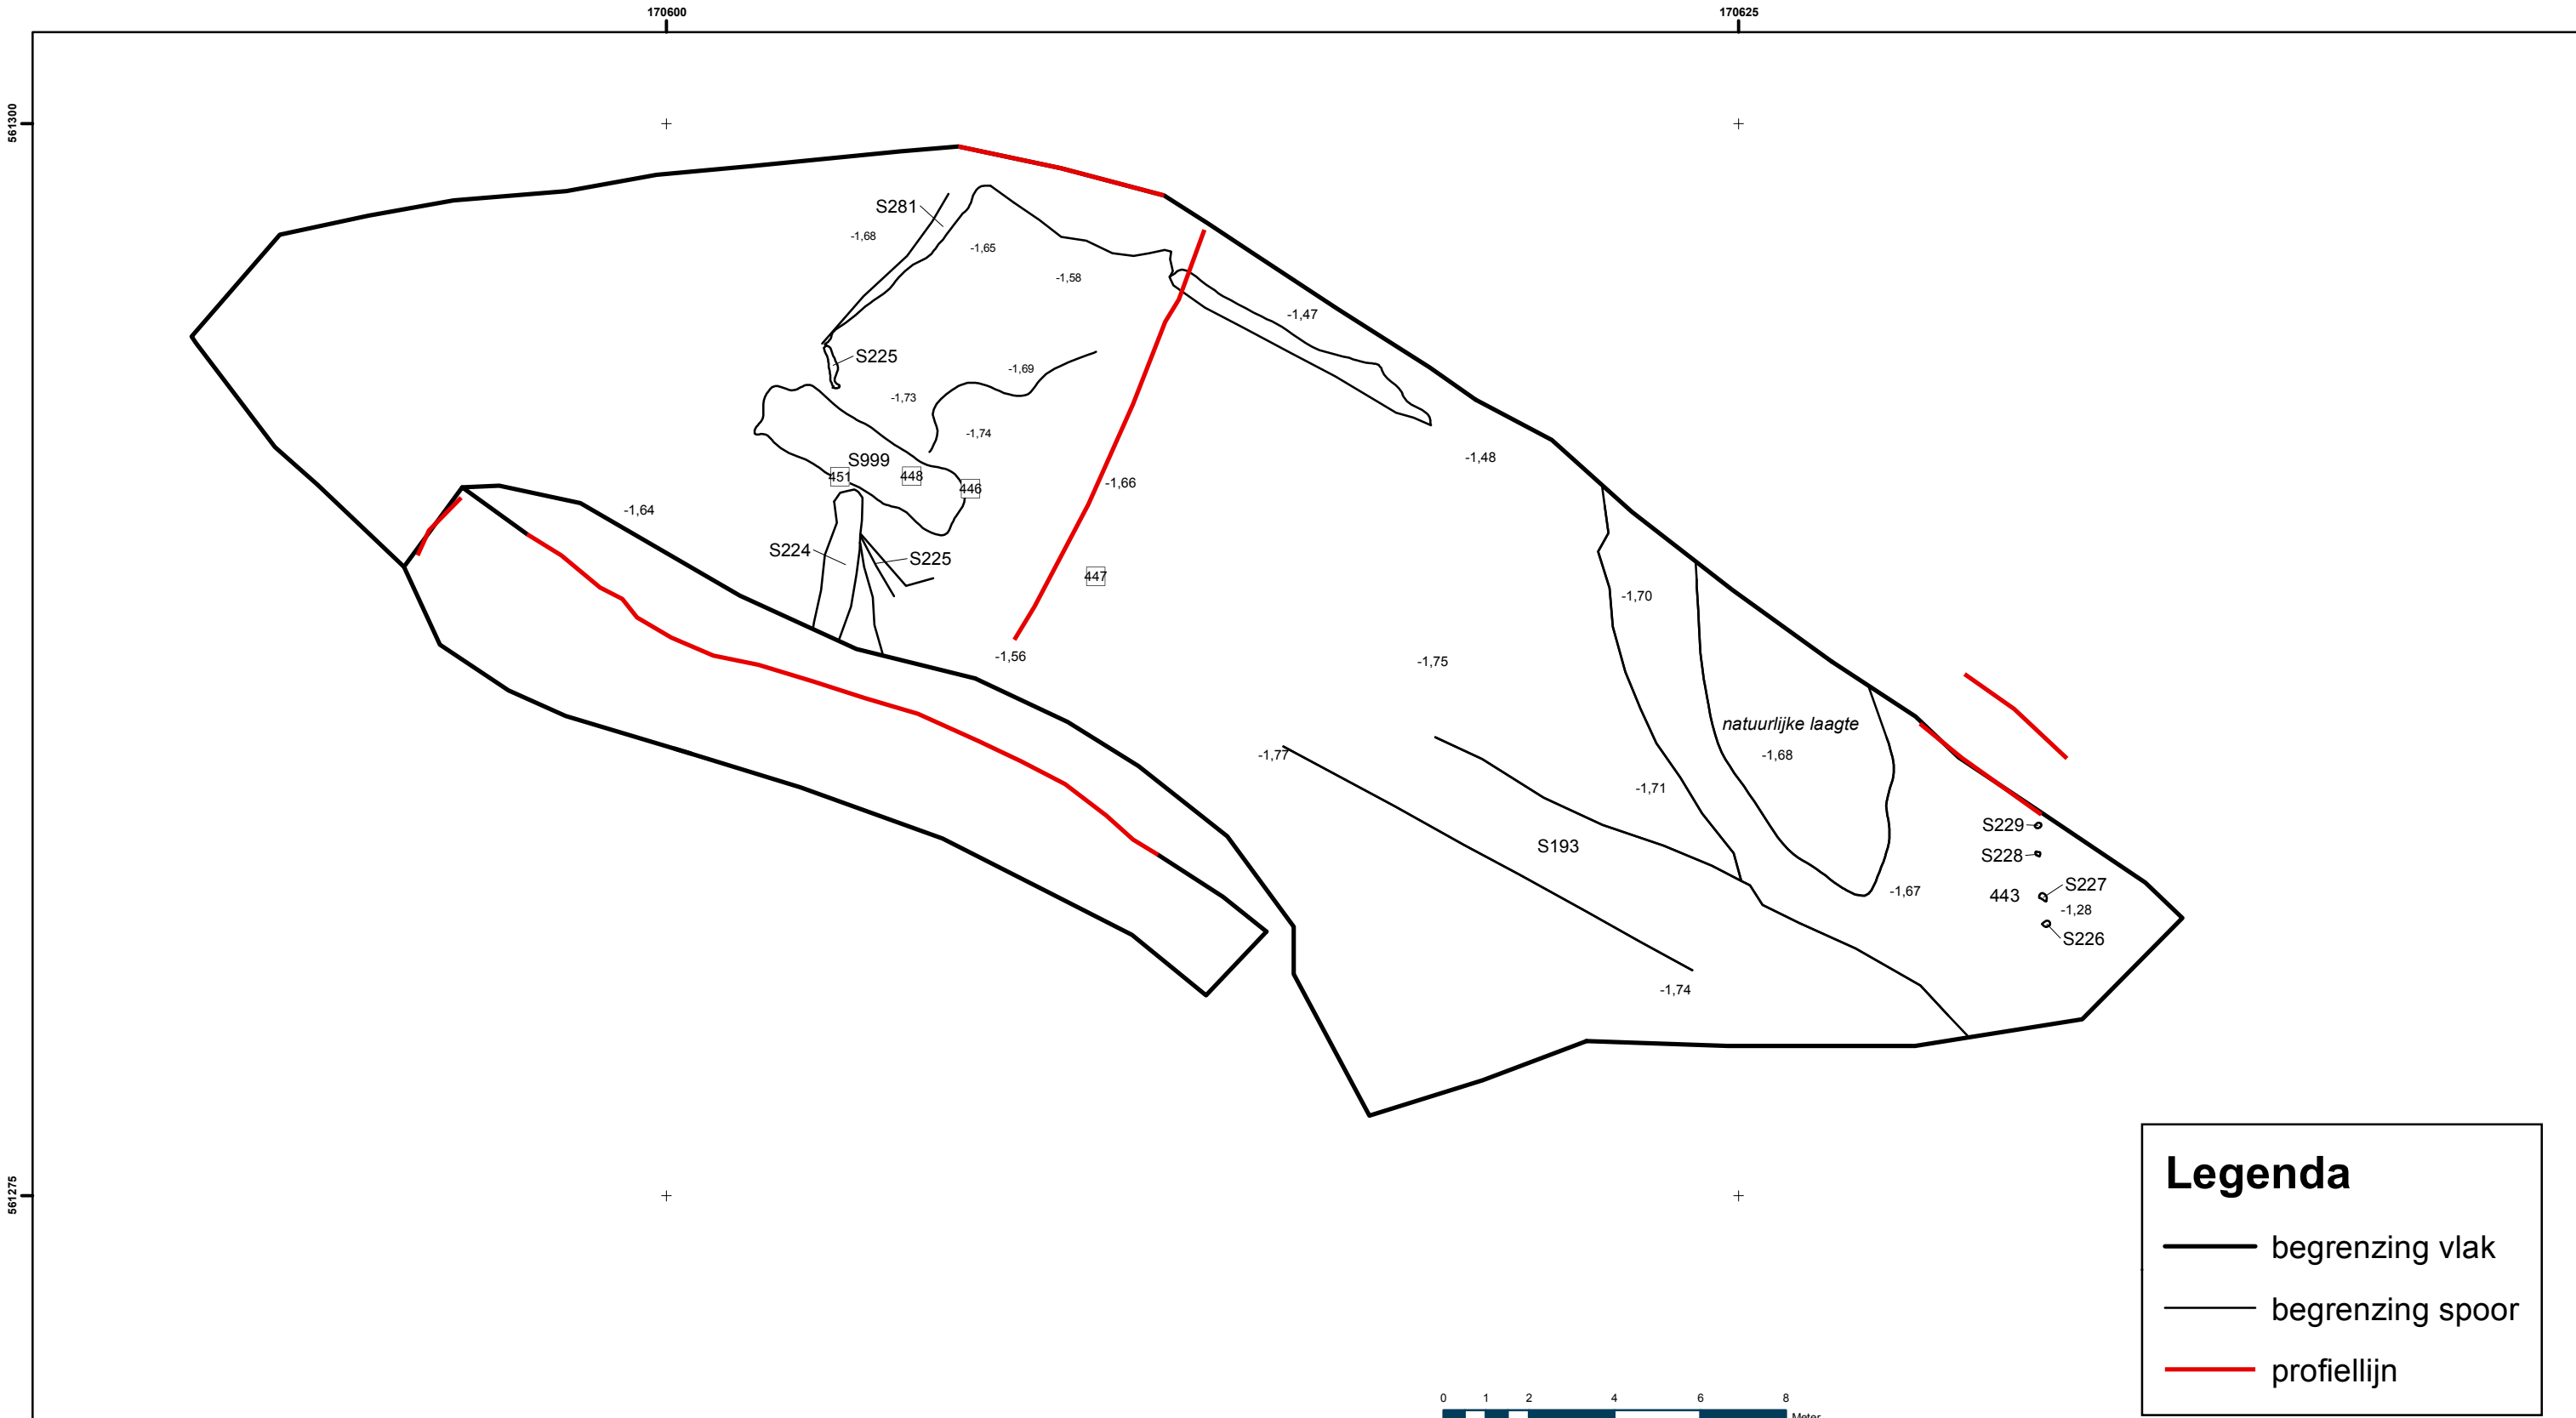 170600
170625
561300
S281
-1,68
-1,65
-1,58
-1,47
S225
-1,69
-1,73
-1,74
S999
451
448
446
-1,48
-1,66
-1,64
S224
S225
447
-1,70
-1,56
-1,75
natuurlijke laagte
-1,68
-1,77
-1,71
S193
S229
S228
S227
443
-1,67
-1,28
S226
-1,74
561275
Legenda
begrenzing vlak
begrenzing spoor
profiellijn
0 1 2 4 6 8
Meter